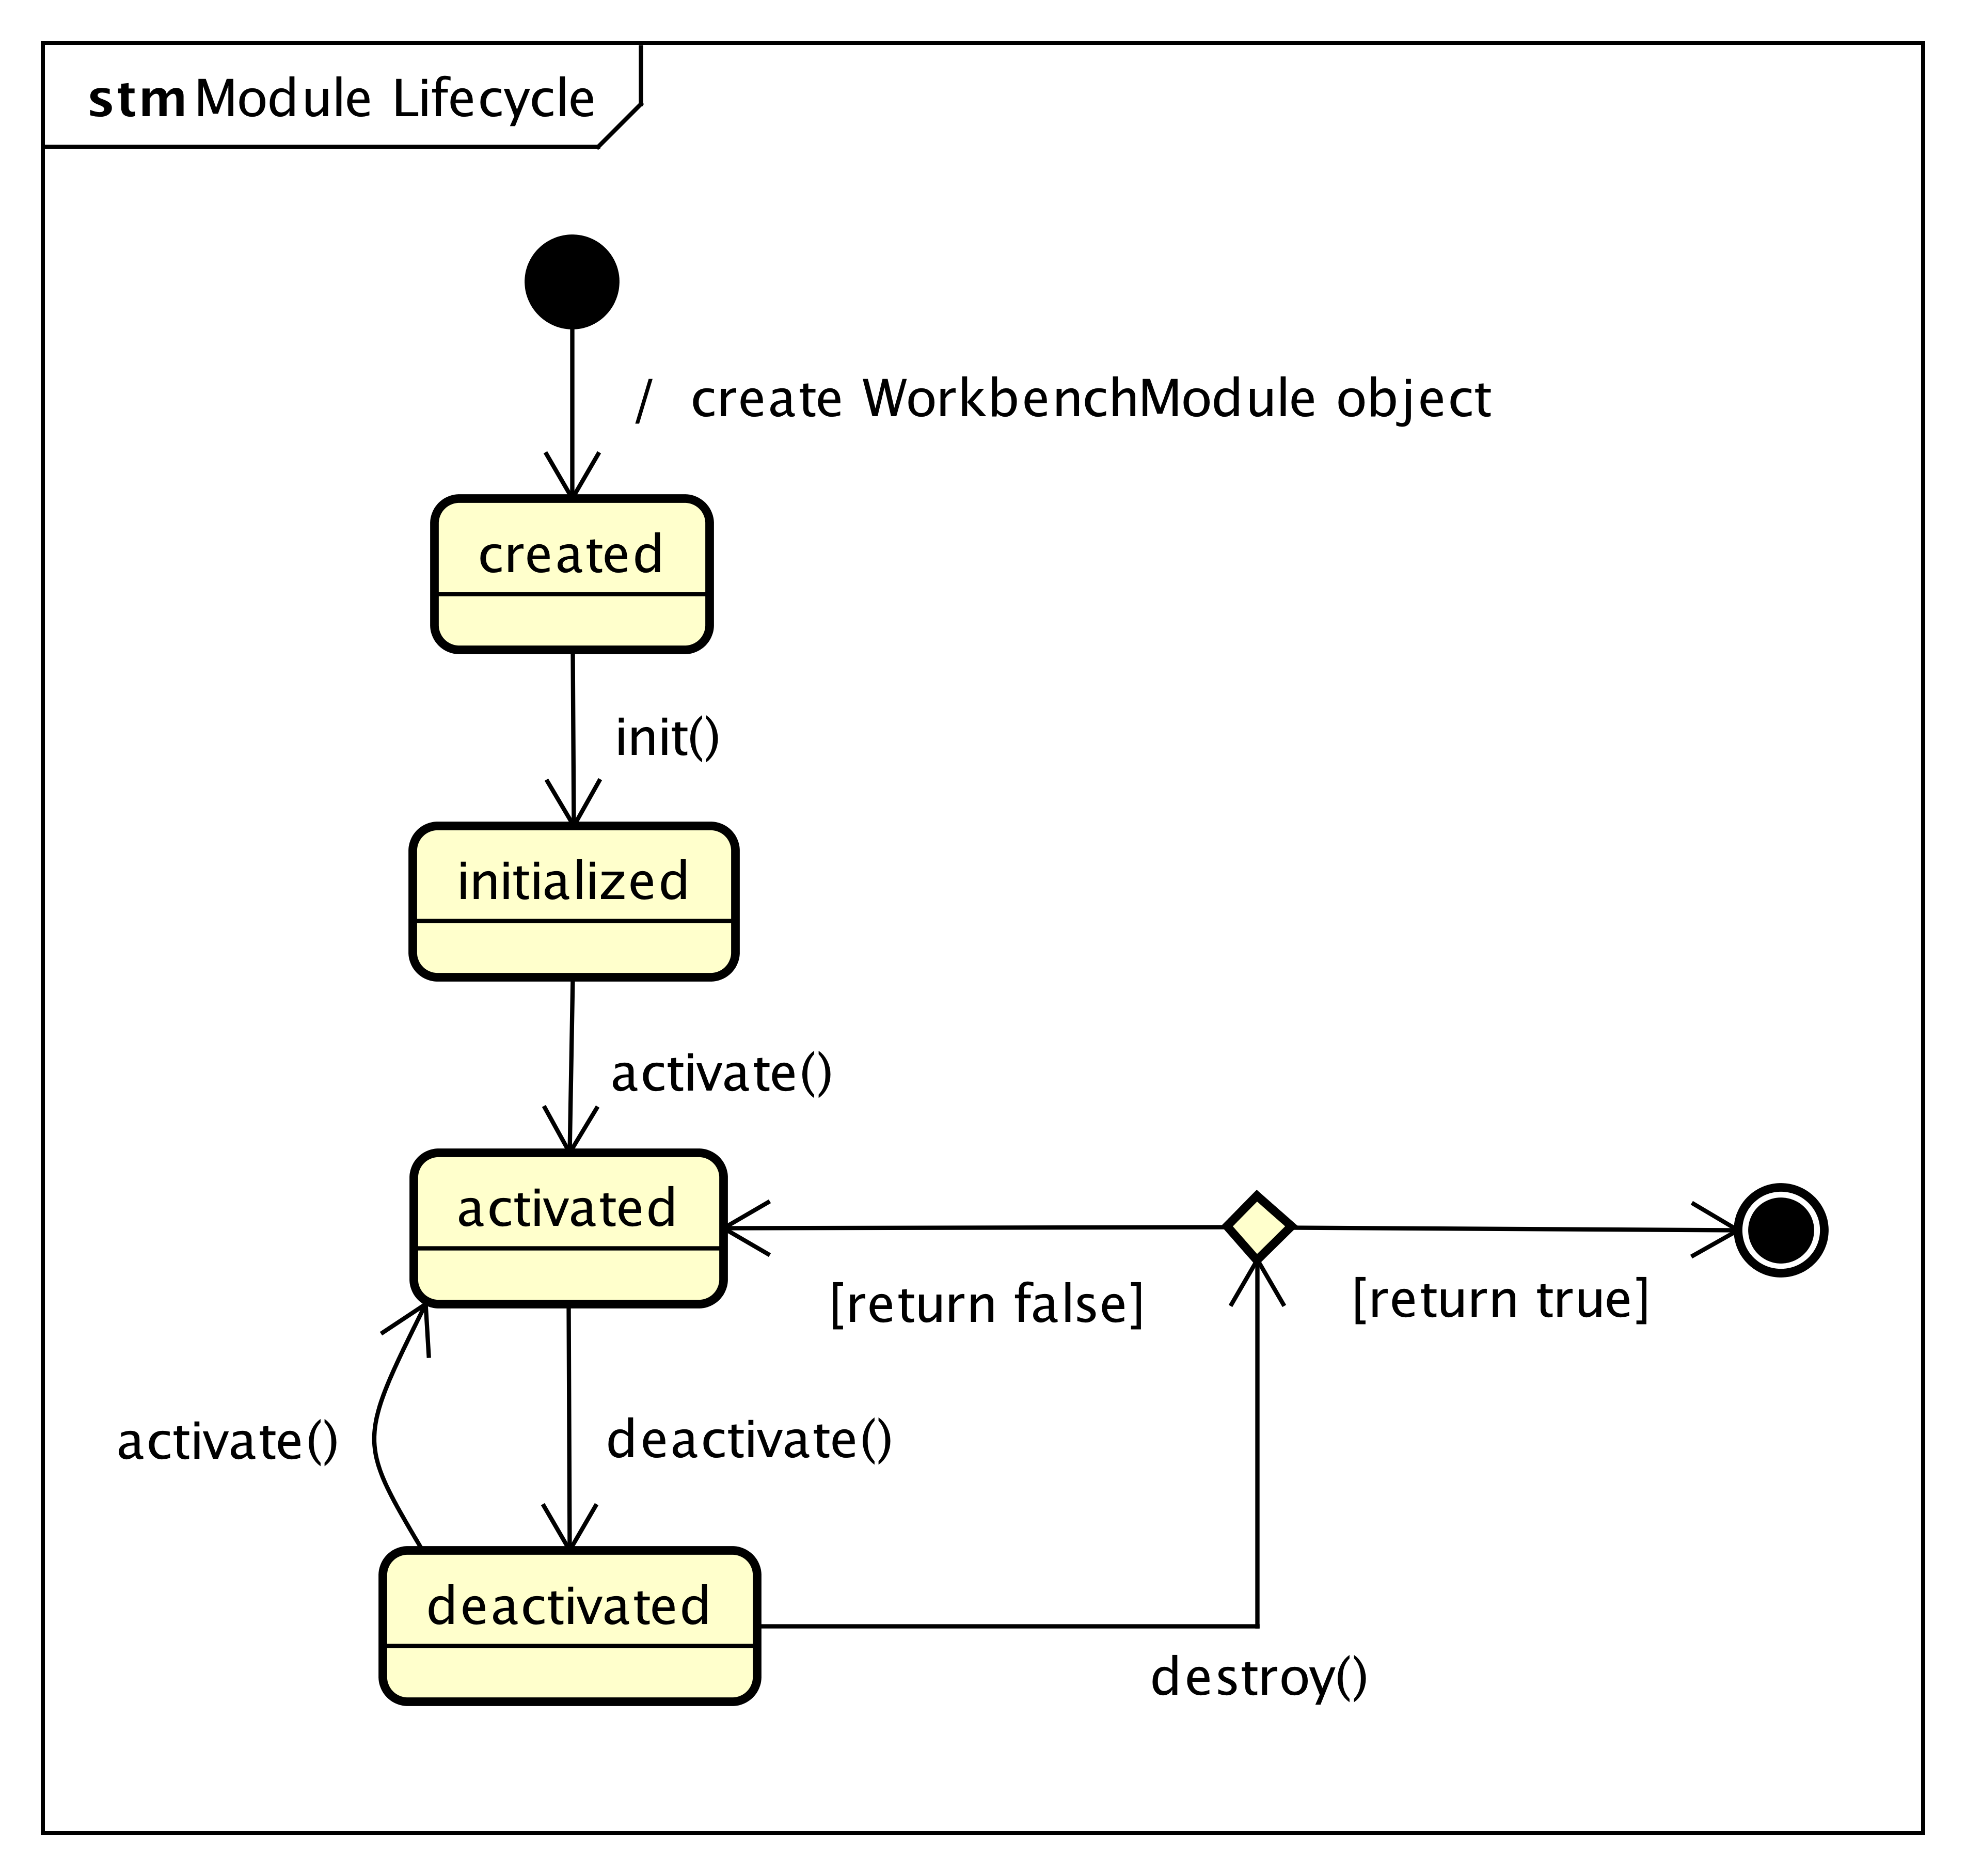 stm Module Lifecycle
/ create WorkbenchModule object
created
init()
initialized
activate()
activated
[return false]
[return true]
activate()
deactivate()
deactivated
destroy()